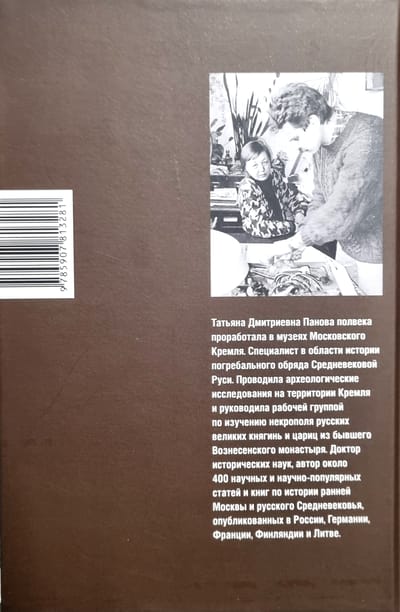 9785907813281
Татьяна Дмитриевна Панова полвека
проработала в музеях Московского
Кремля. Специалист в области истории
погребального обряда Средневековой
Руси. Проводила археологические
исследования на территории Кремля
и руководила рабочей группой
по изучению некрополя русских
великих княгинь и цариц из бывшего
Вознесенского монастыря. Доктор
исторических наук, автор около
400 научных и научно-популярных
статей и книг по истории ранней
Москвы и русского Средневековья,
опубликованных в России, Германии,
Франции, Финляндии и Литве.